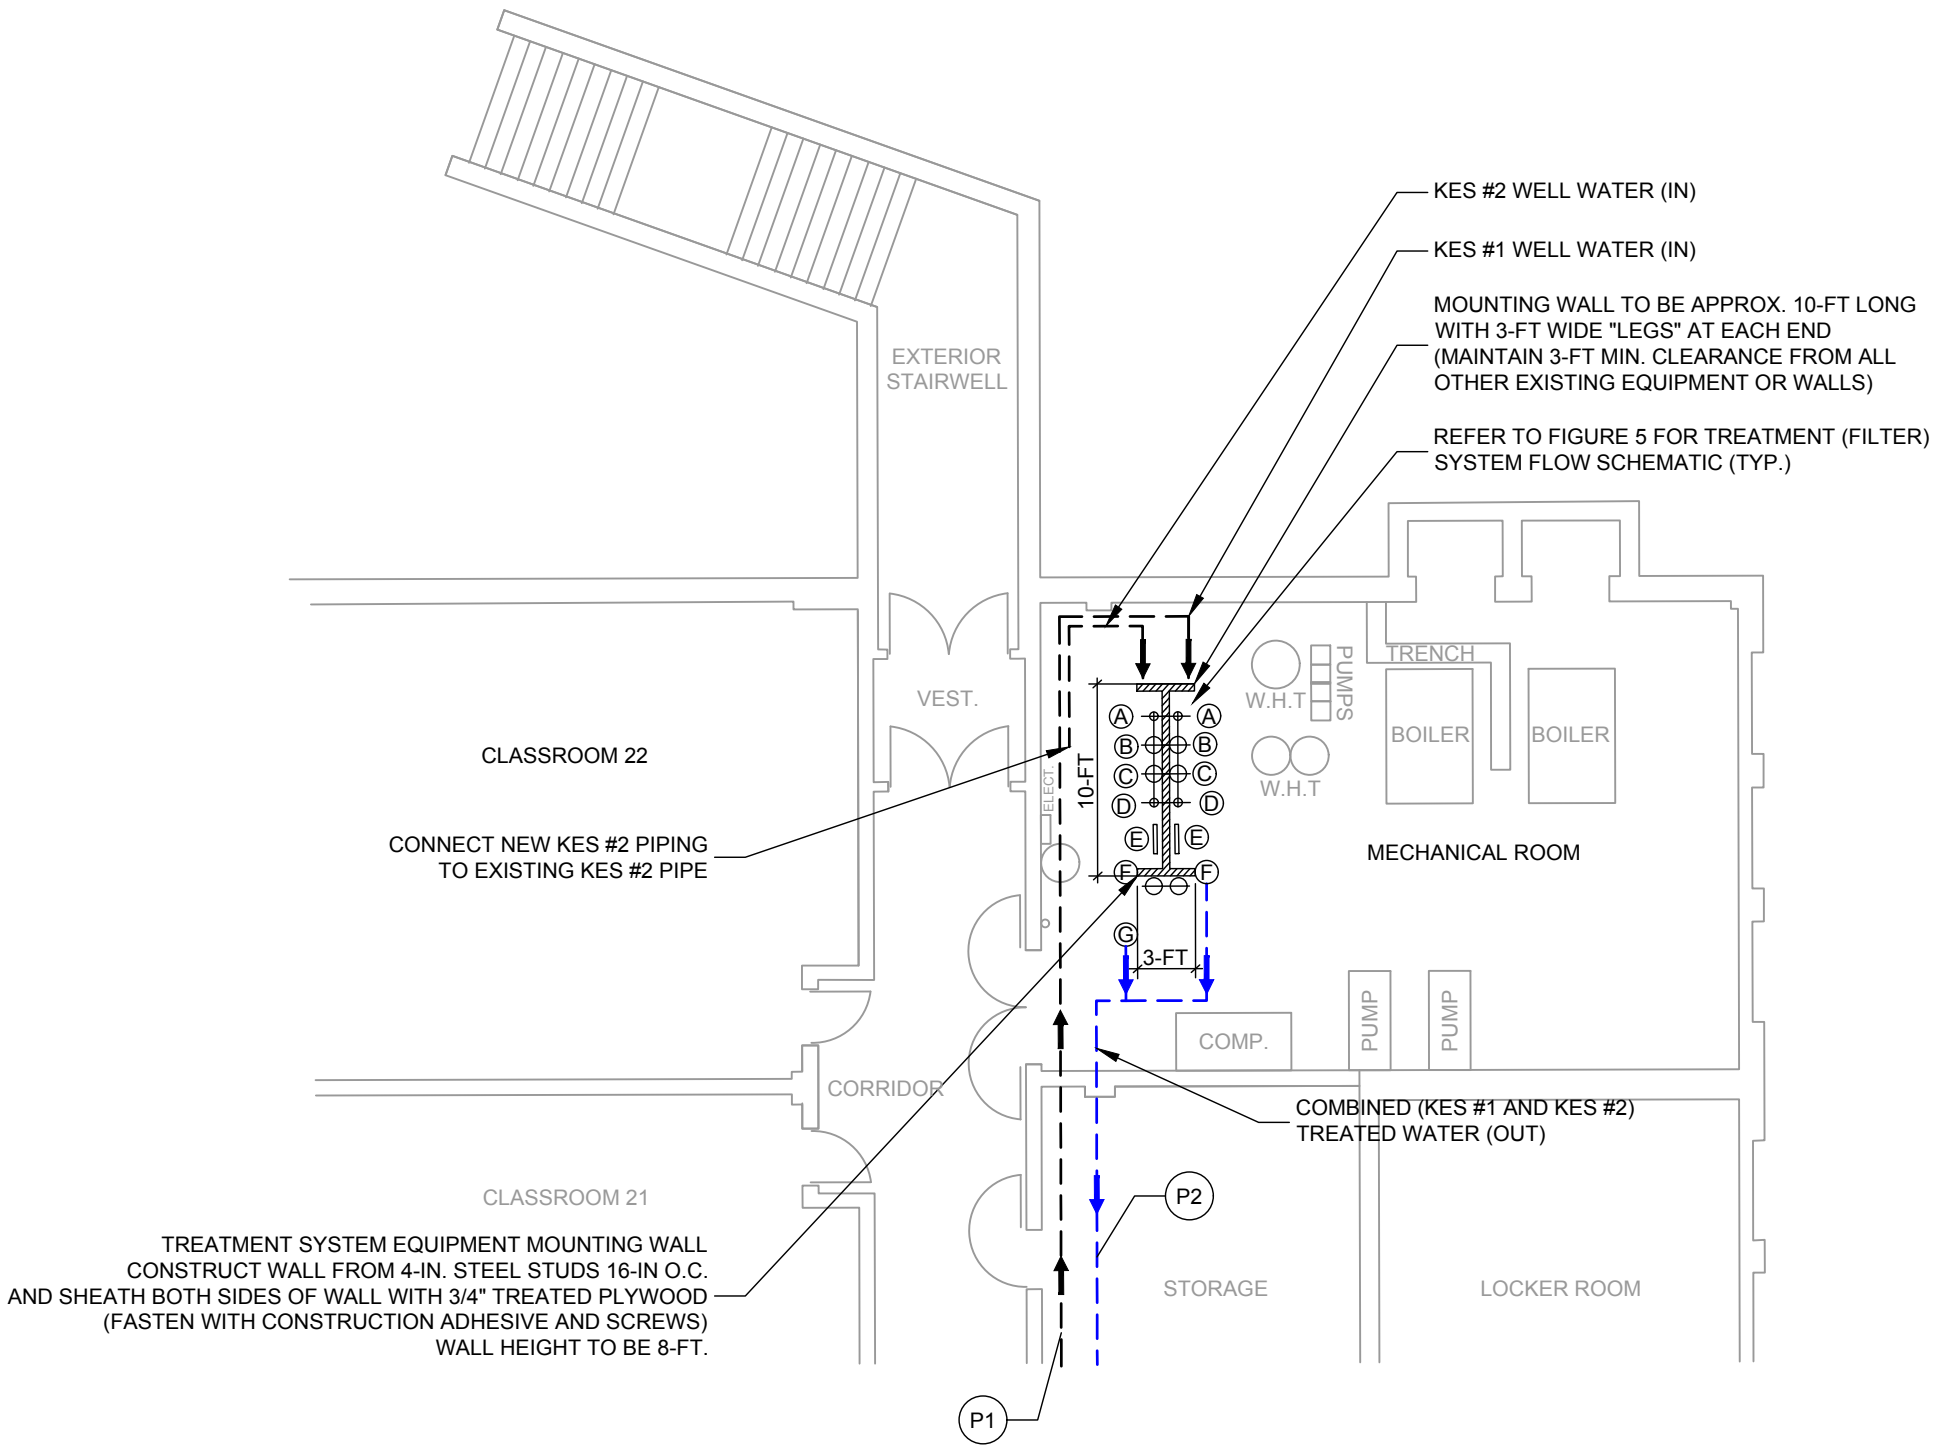 KES #2 WELL WATER (IN)
KES #1 WELL WATER (IN)
MOUNTING WALL TO BE APPROX. 10-FT LONG
WITH 3-FT WIDE "LEGS" AT EACH END
(MAINTAIN 3-FT MIN. CLEARANCE FROM ALL
OTHER EXISTING EQUIPMENT OR WALLS)
REFER TO FIGURE 5 FOR TREATMENT (FILTER)
SYSTEM FLOW SCHEMATIC (TYP.)
EXTERIOR
STAIRWELL
VEST.
CLASSROOM 22
CONNECT NEW KES #2 PIPING
TO EXISTING KES #2 PIPE
ELECT.
10-FT
A
A
B
B
C
C
D
D
E
E
F
F
G
3-FT
W.H.T
PUMPS
W.H.T
TRENCH
BOILER
BOILER
MECHANICAL ROOM
COMP.
PUMP
PUMP
CORRIDOR
COMBINED (KES #1 AND KES #2)
TREATED WATER (OUT)
CLASSROOM 21
P2
TREATMENT SYSTEM EQUIPMENT MOUNTING WALL
CONSTRUCT WALL FROM 4-IN. STEEL STUDS 16-IN O.C.
AND SHEATH BOTH SIDES OF WALL WITH 3/4" TREATED PLYWOOD
(FASTEN WITH CONSTRUCTION ADHESIVE AND SCREWS)
WALL HEIGHT TO BE 8-FT.
STORAGE
LOCKER ROOM
P1